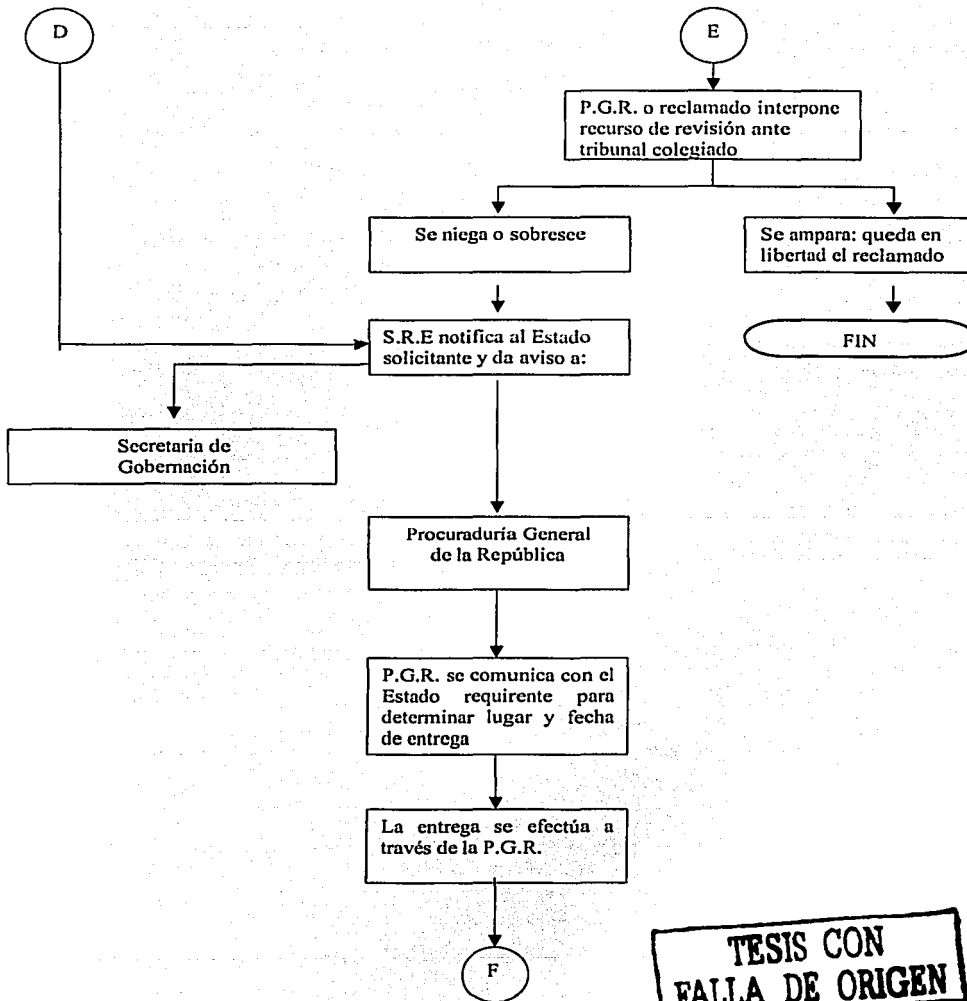 D
E
P.G.R. o reclamado interpone
recurso de revisión ante
tribunal colegiado
Se niega o sobresee
Se ampara: queda en
libertad el reclamado
S.R.E notifica al Estado
solicitante y da aviso a:
FIN
Secretaria de
Gobernación
Procuraduría General
de la República
P.G.R. se comunica con el
Estado requirente para
determinar lugar y fecha
de entrega
La entrega se efectúa a
través de la P.G.R.
F
TESIS CON
FALLA DE ORIGEN